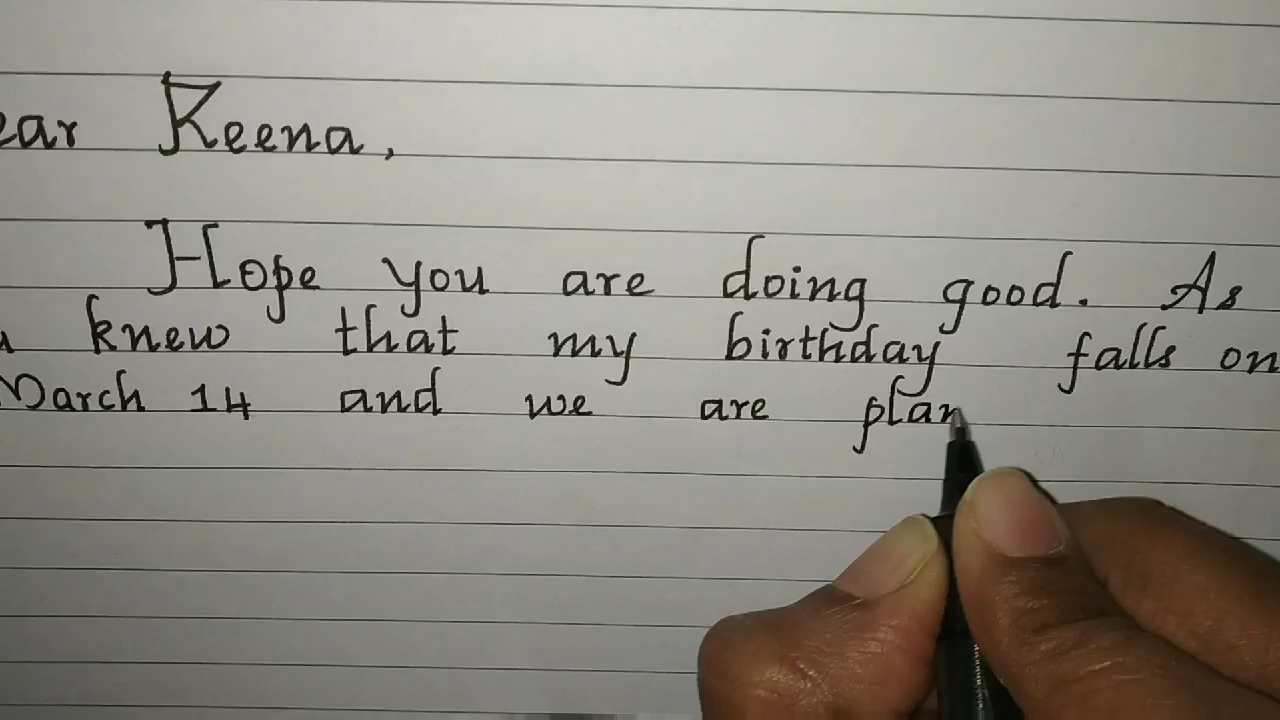 ear Keena,
Hope you are doing good. As
u knew that my birthday falls on
March 14 and we are plan